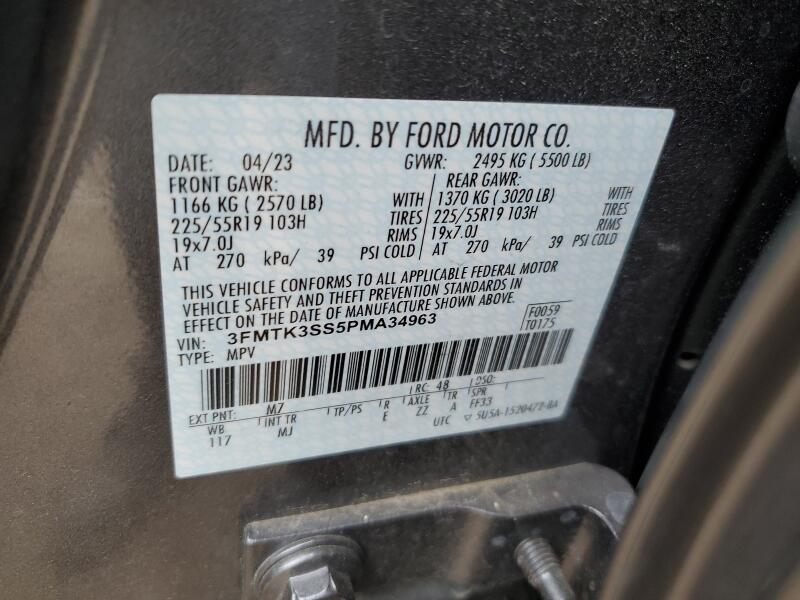 MFD. BY FORD MOTOR CO.
DATE: 04/23 GVWR: 2495 KG ( 5500 LB)
FRONT GAWR: REAR GAWR:
1166 KG ( 2570 LB) WITH 1370 KG ( 3020 LB) WITH
225/55R19 103H TIRES 225/55R19 103H TIRES
19x7.0J RIMS 19x7.0J RIMS
AT 270 kPa/ 39 PSI COLD AT 270 kPa/ 39 PSI COLD
THIS VEHICLE CONFORMS TO ALL APPLICABLE FEDERAL MOTOR
VEHICLE SAFETY AND THEFT PREVENTION STANDARDS IN
EFFECT ON THE DATE OF MANUFACTURE SHOWN ABOVE.
F0059
T0175
VIN: 3FMTK3SS5PMA34963
TYPE: MPV
EXT PNT: M7 RC: 48 DSO:
WB INT TR TP/PS R AXLE TR SPR
117 MJ E ZZ A FF33
UTC ▽ 5U5A-1520472-BA